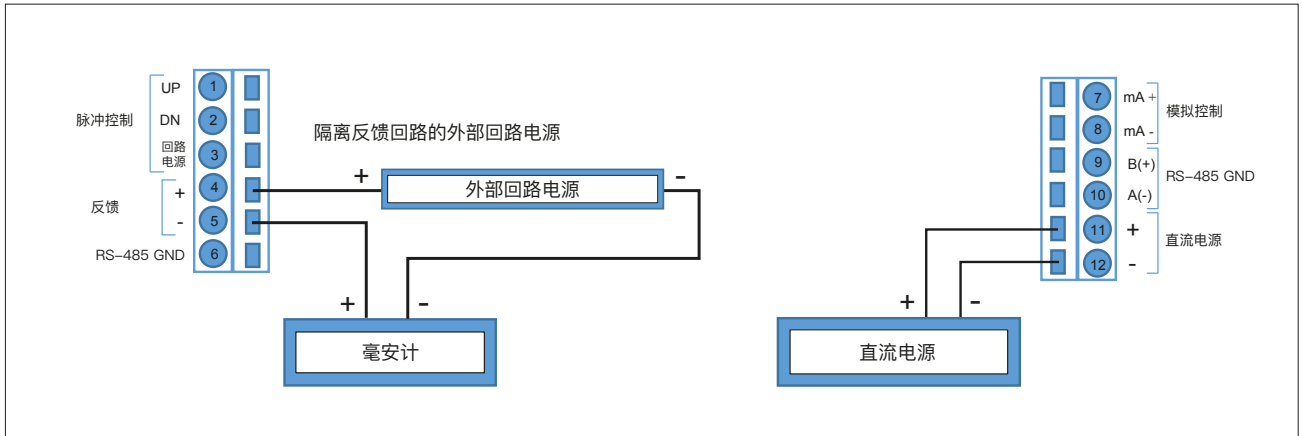 UP
1
脉冲控制
DN
2
回路
电源
3
隔离反馈回路的外部回路电源
反馈
+
4
+
外部回路电源
-
-
5
RS-485 GND
6
+
-
毫安计
7
mA +
模拟控制
8
mA -
9
B(+)
RS-485 GND
10
A(-)
11
+
直流电源
12
-
+
-
直流电源